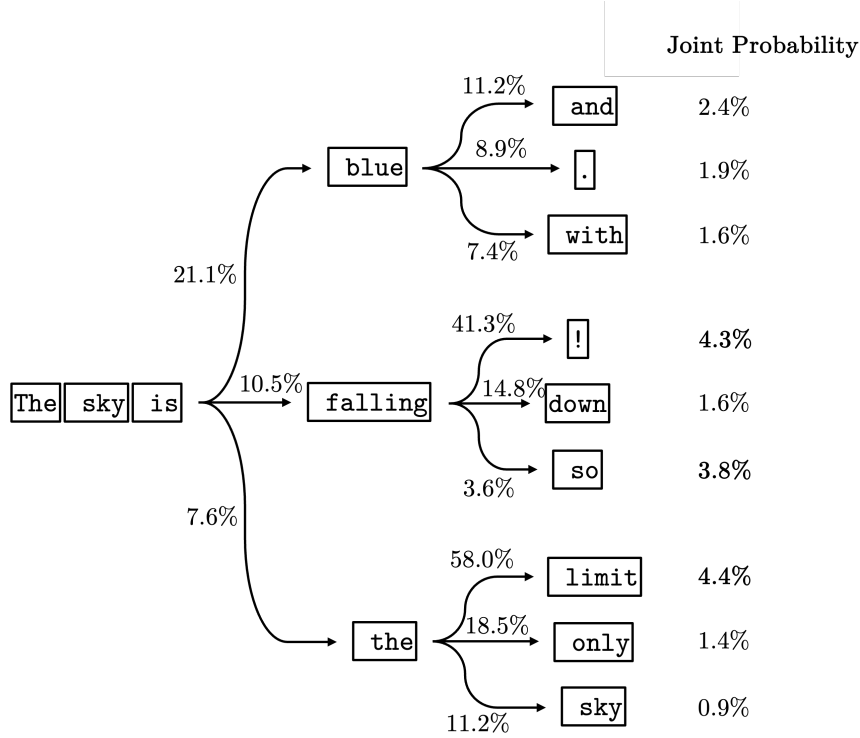 Joint Probability
11.2% and 2.4%
8.9%
blue . 1.9%
7.4% with 1.6%
21.1%
41.3% ! 4.3%
The sky is 10.5% falling 14.8% down 1.6%
3.6% so 3.8%
7.6%
58.0% limit 4.4%
the 18.5% only 1.4%
11.2% sky 0.9%